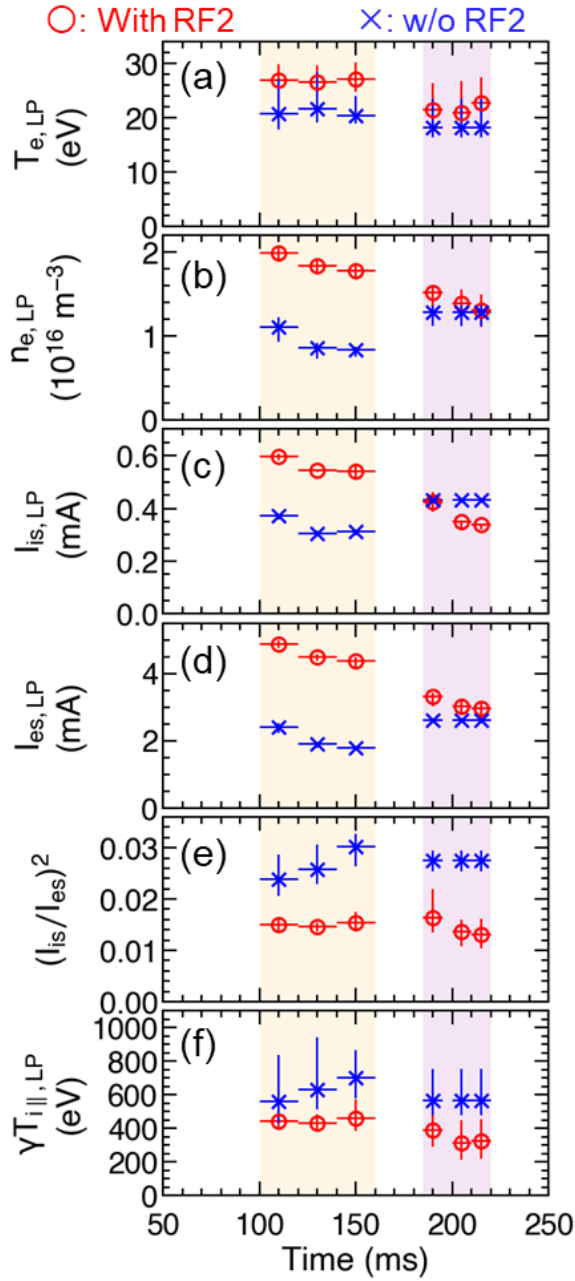 ○: With RF2 ×: w/o RF2
(a)
T_e,LP
(eV)
30
20
10
0
(b)
n_e,LP
(10^16 m^−3)
2
1
0
(c)
I_is,LP
(mA)
0.6
0.4
0.2
0.0
(d)
I_es,LP
(mA)
4
2
0
(e)
(I_is/I_es)^2
0.03
0.02
0.01
0.00
(f)
γT_i∥,LP
(eV)
1000
800
600
400
200
0
50 100 150 200 250
Time (ms)